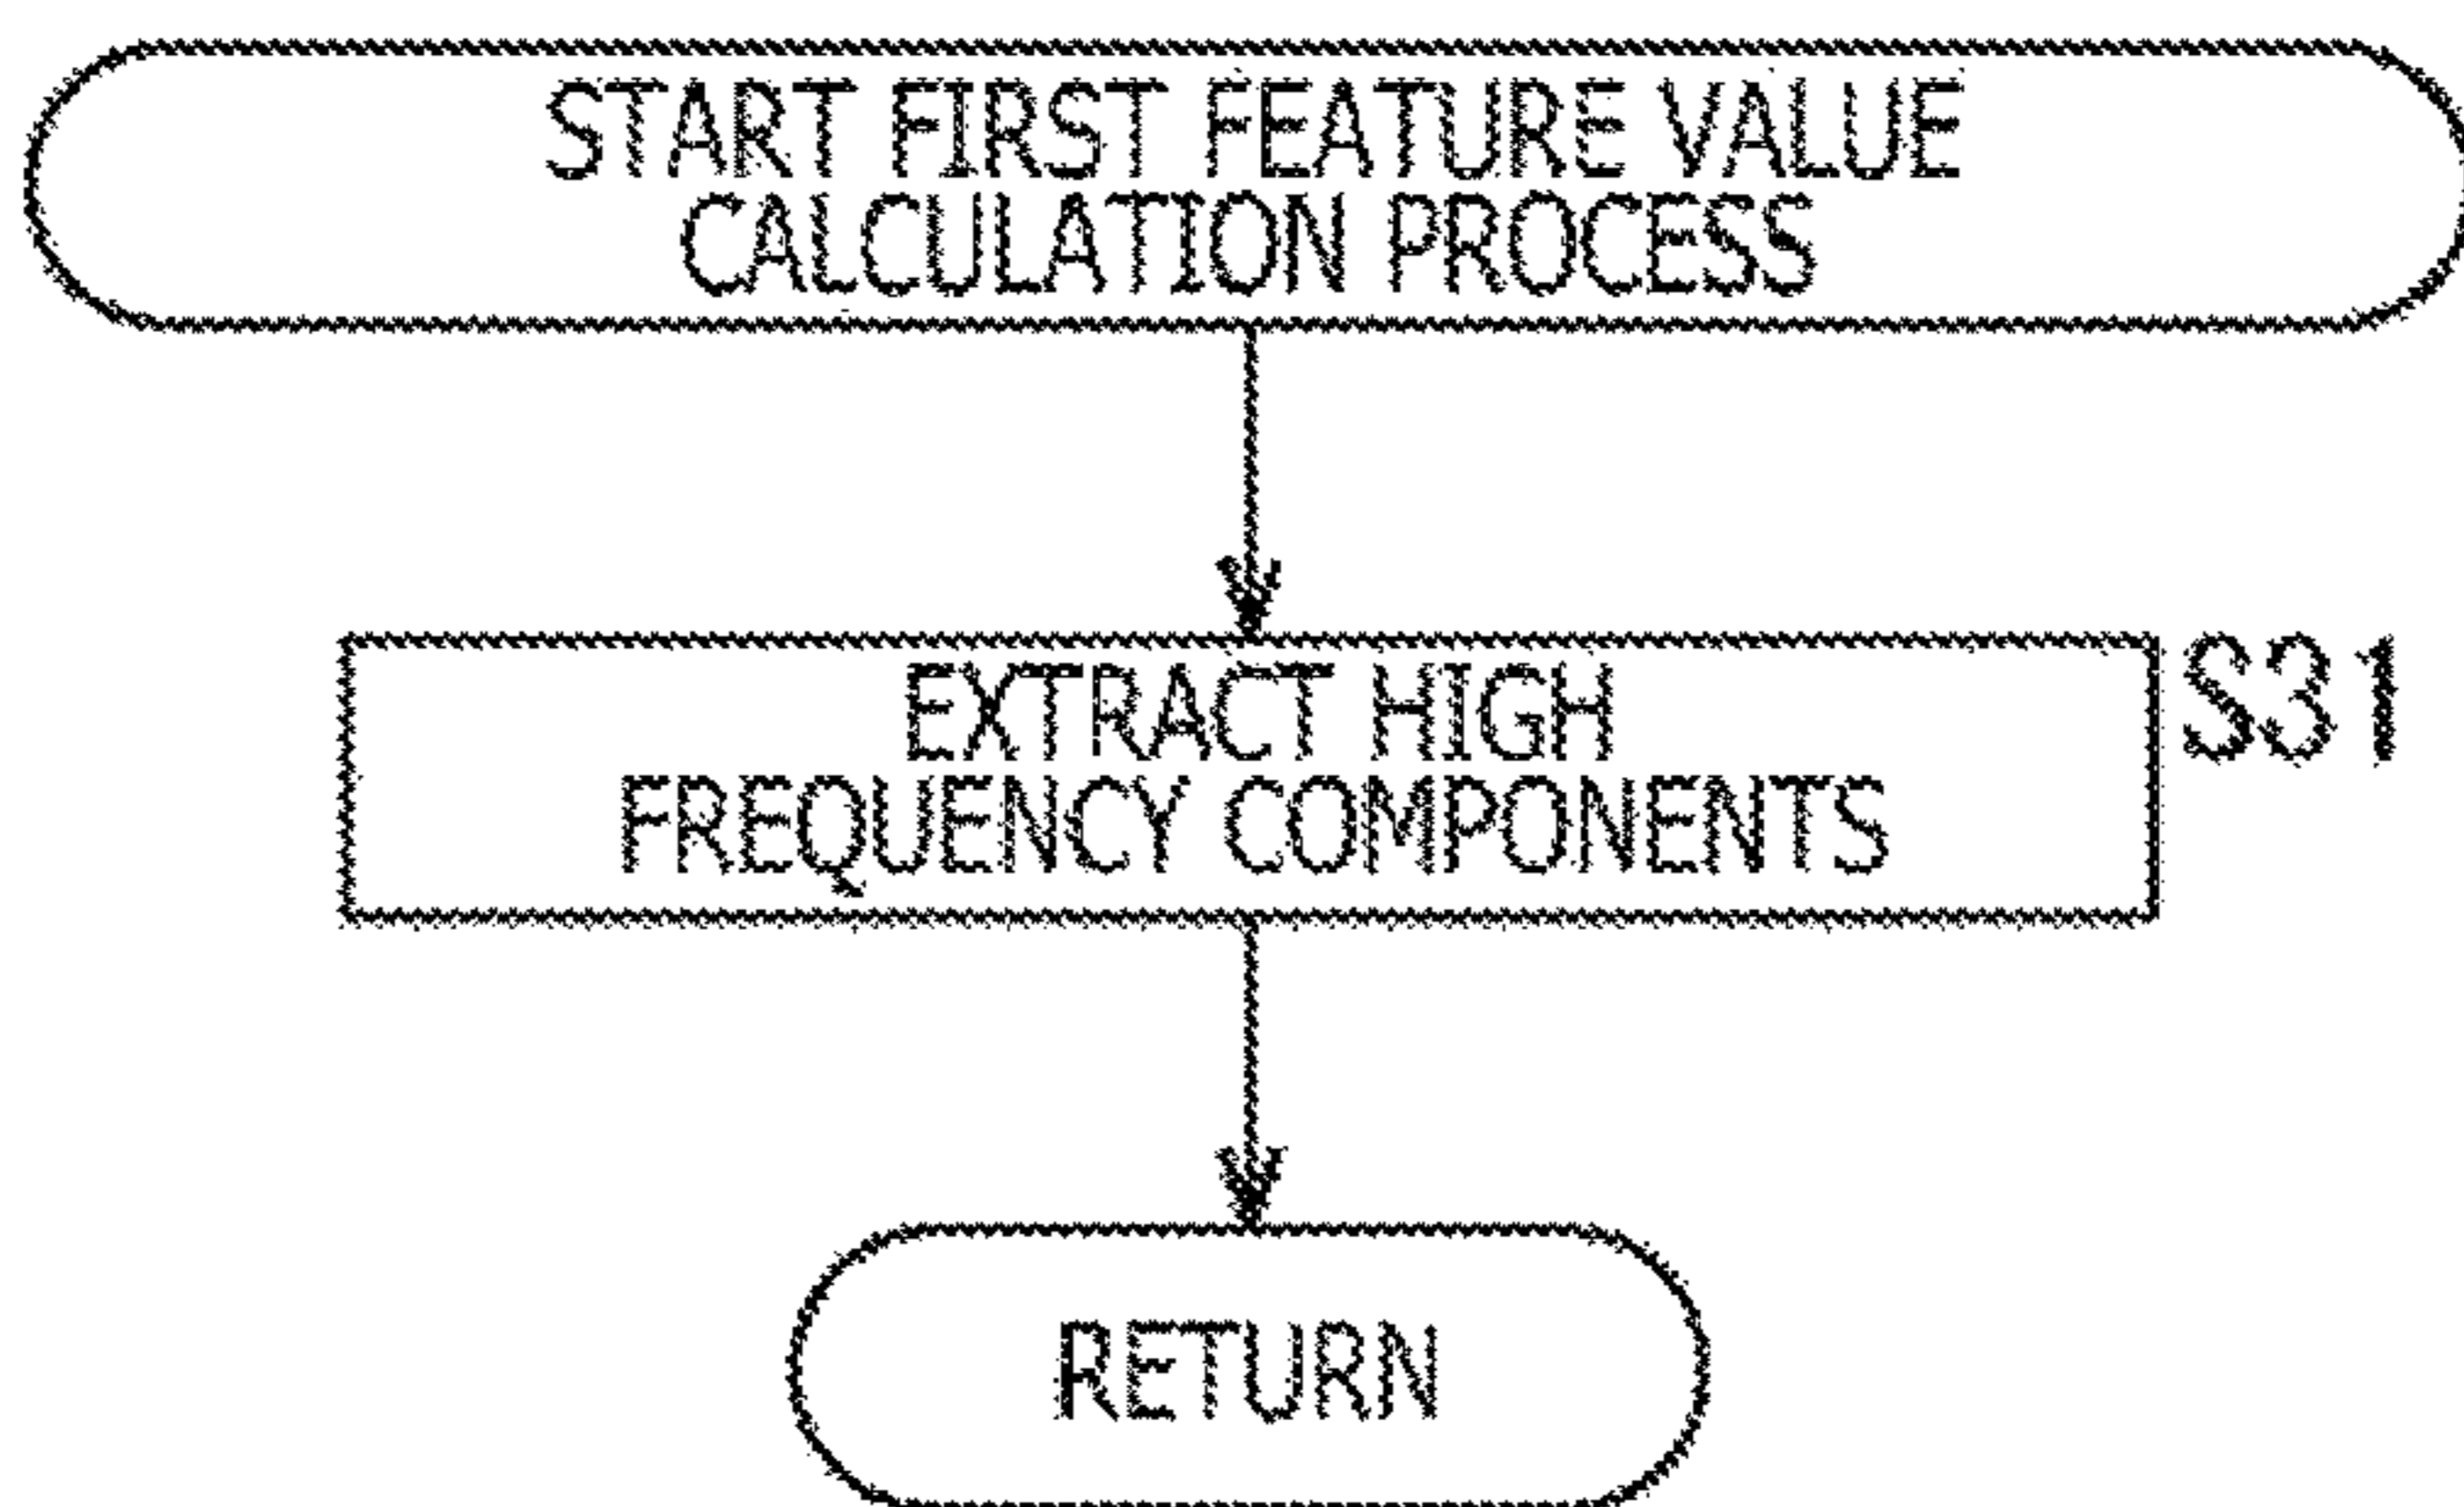 START FIRST FEATURE VALUE
CALCULATION PROCESS
EXTRACT HIGH
FREQUENCY COMPONENTS
S31
RETURN